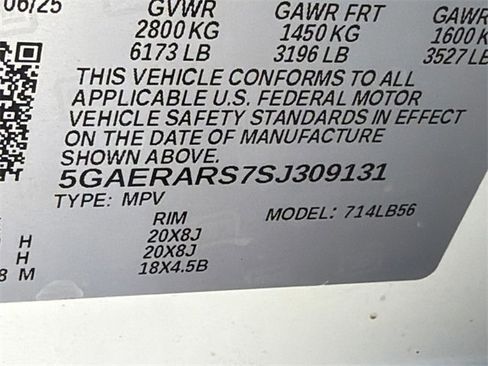 06/25 GVWR GAWR FRT GAWR
2800 KG 1450 KG 1600 K
6173 LB 3196 LB 3527 LB
THIS VEHICLE CONFORMS TO ALL
APPLICABLE U.S. FEDERAL MOTOR
VEHICLE SAFETY STANDARDS IN EFFECT
ON THE DATE OF MANUFACTURE
SHOWN ABOVE.
5GAERARS7SJ309131
TYPE: MPV MODEL: 714LB56
RIM
H 20X8J
H 20X8J
8 M 18X4.5B